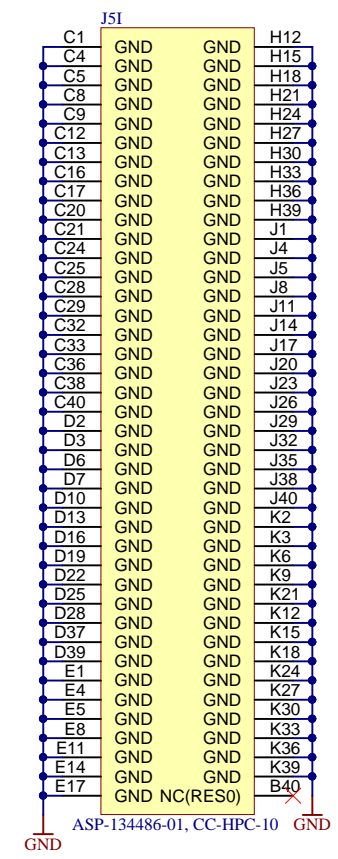 J5I
C1 GND GND H12
C4 GND GND H15
C5 GND GND H18
C8 GND GND H21
C9 GND GND H24
C12 GND GND H27
C13 GND GND H30
C16 GND GND H33
C17 GND GND H36
C20 GND GND H39
C21 GND GND J1
C24 GND GND J4
C25 GND GND J5
C28 GND GND J8
C29 GND GND J11
C32 GND GND J14
C33 GND GND J17
C36 GND GND J20
C38 GND GND J23
C40 GND GND J26
D2 GND GND J29
D3 GND GND J32
D6 GND GND J35
D7 GND GND J38
D10 GND GND J40
D13 GND GND K2
D16 GND GND K3
D19 GND GND K6
D22 GND GND K9
D25 GND GND K21
D28 GND GND K12
D37 GND GND K15
D39 GND GND K18
E1 GND GND K24
E4 GND GND K27
E5 GND GND K30
E8 GND GND K33
E11 GND GND K36
E14 GND GND K39
E17 GND NC(RES0) B40
ASP-134486-01, CC-HPC-10
GND GND